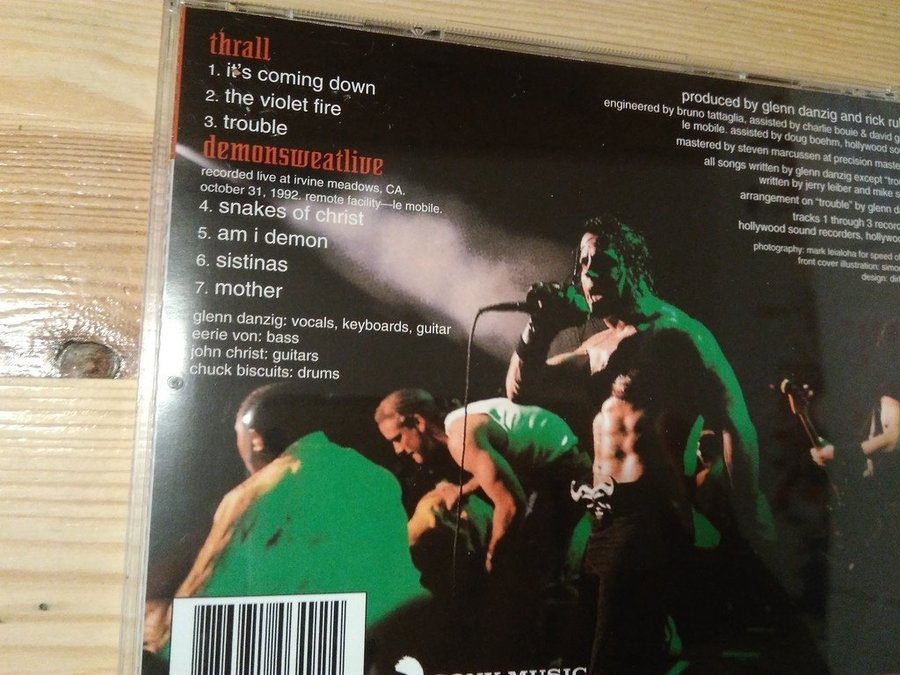 thrall
1. it's coming down
2. the violet fire
3. trouble
demonsweatlive
recorded live at irvine meadows, CA.
october 31, 1992. remote facility—le mobile.
4. snakes of christ
5. am i demon
6. sistinas
7. mother
glenn danzig: vocals, keyboards, guitar
eerie von: bass
john christ: guitars
chuck biscuits: drums
produced by glenn danzig and rick
engineered by bruno tattaglia, assisted by charlie bouie & david
le mobile. assisted by doug boehm, hollywood
mastered by steven marcussen at precision
all songs written by glenn danzig except
written by jerry leiber and mike
arrangement on "trouble" by glenn
tracks 1 through 3
hollywood sound recorders,
photography: mark leialoha for speed
front cover illustration:
design:
SONY MUSIC